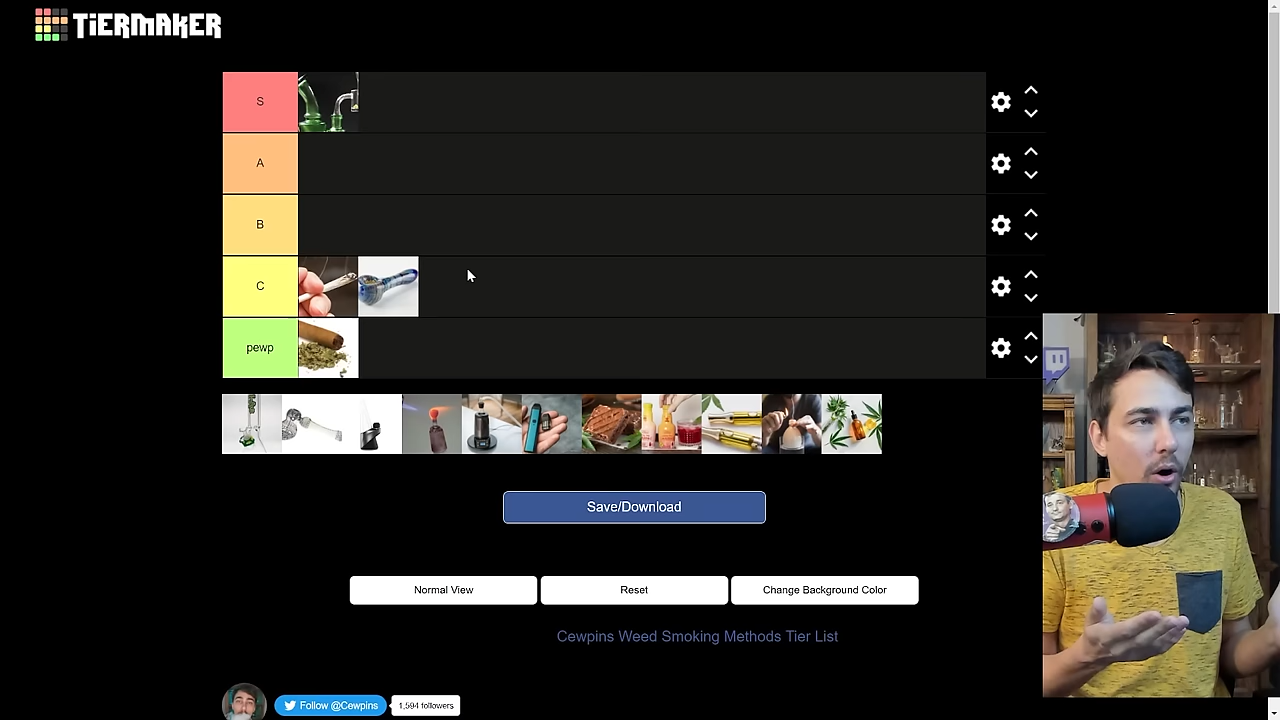 TiERMAKER
S
A
B
C
pewp
Save/Download
Normal View
Reset
Change Background Color
Cewpins Weed Smoking Methods Tier List
Follow @Cewpins
1,594 followers